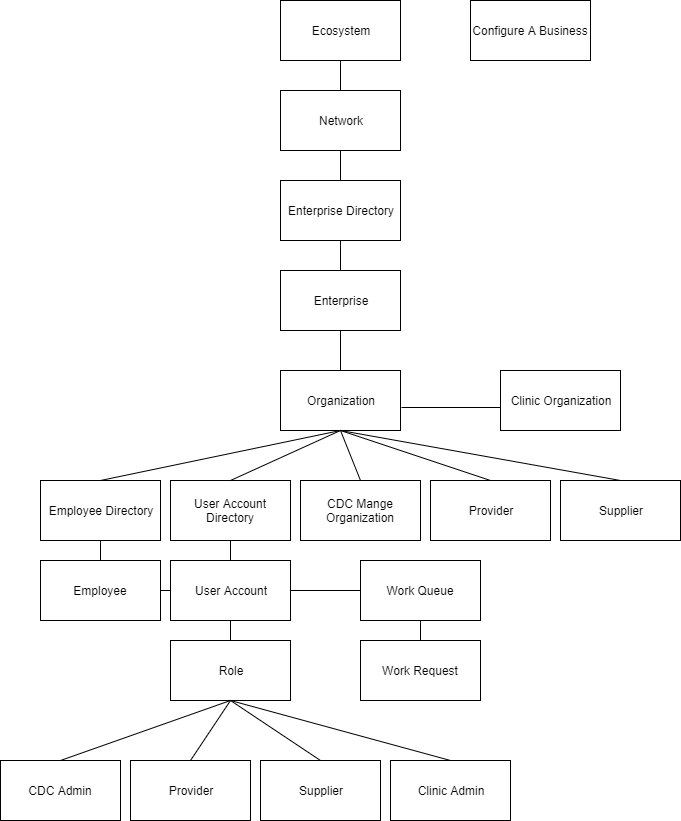 Ecosystem
Configure A Business
Network
Enterprise Directory
Enterprise
Organization
Clinic Organization
Employee Directory
User Account
Directory
CDC Mange
Organization
Provider
Supplier
Employee
User Account
Work Queue
Role
Work Request
CDC Admin
Provider
Supplier
Clinic Admin